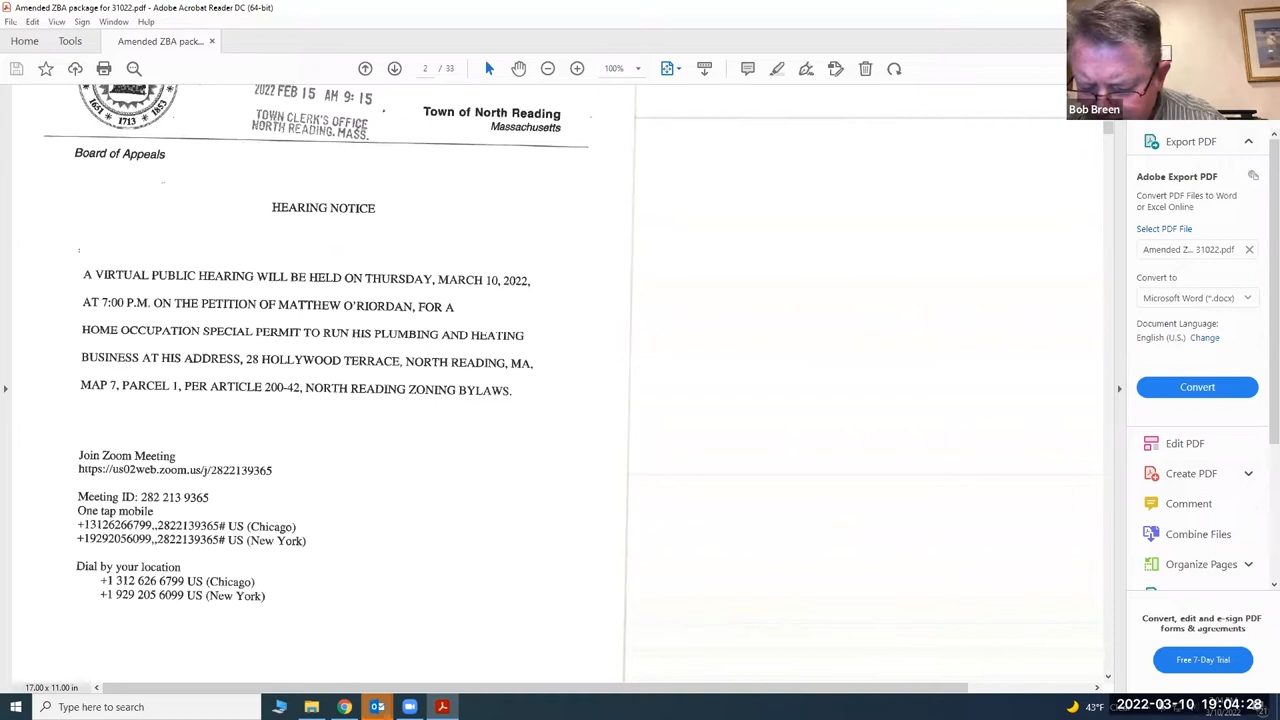 Amended ZBA package for 31022.pdf - Adobe Acrobat Reader DC (64-bit)
File Edit View Sign Window Help
Home Tools Amended ZBA pack... ×
2 / 33 100%
Bob Breen
1651 1713 1853
2022 FEB 15 AM 9:15
TOWN CLERK'S OFFICE
NORTH READING, MASS.
Town of North Reading
Massachusetts
Board of Appeals
HEARING NOTICE
A VIRTUAL PUBLIC HEARING WILL BE HELD ON THURSDAY, MARCH 10, 2022,
AT 7:00 P.M. ON THE PETITION OF MATTHEW O'RIORDAN, FOR A
HOME OCCUPATION SPECIAL PERMIT TO RUN HIS PLUMBING AND HEATING
BUSINESS AT HIS ADDRESS, 28 HOLLYWOOD TERRACE, NORTH READING, MA,
MAP 7, PARCEL 1, PER ARTICLE 200-42, NORTH READING ZONING BYLAWS.
Join Zoom Meeting
https://us02web.zoom.us/j/2822139365
Meeting ID: 282 213 9365
One tap mobile
+13126266799,,2822139365# US (Chicago)
+19292056099,,2822139365# US (New York)
Dial by your location
+1 312 626 6799 US (Chicago)
+1 929 205 6099 US (New York)
17.00 x 11.00 in
Export PDF
Adobe Export PDF
Convert PDF Files to Word
or Excel Online
Select PDF File
Amended Z... 31022.pdf
Convert to
Microsoft Word (*.docx)
Document Language:
English (U.S.) Change
Convert
Edit PDF
Create PDF
Comment
Combine Files
Organize Pages
Convert, edit and e-sign PDF
forms & agreements
Free 7-Day Trial
Type here to search
43°F
2022-03-10 19:04:28
3/10/2022